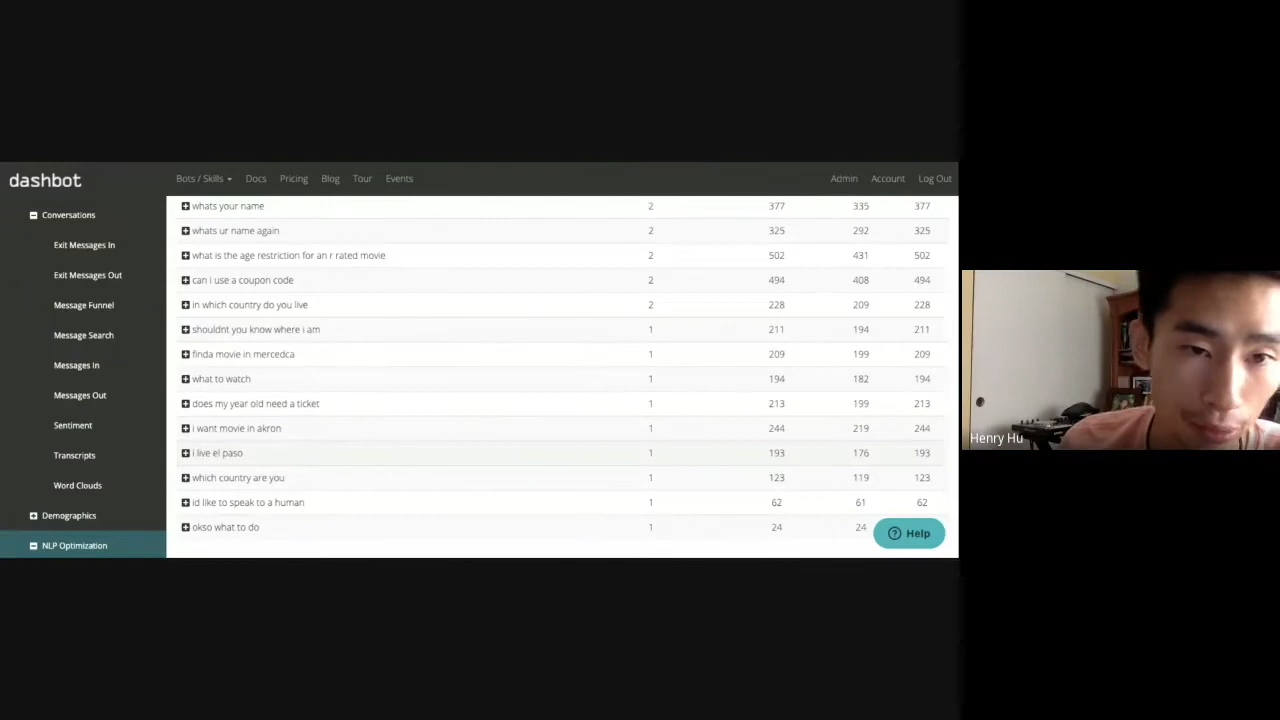 dashbot Bots / Skills Docs Pricing Blog Tour Events Admin Account Log Out
Conversations
Exit Messages In
Exit Messages Out
Message Funnel
Message Search
Messages In
Messages Out
Sentiment
Transcripts
Word Clouds
Demographics
NLP Optimization
whats your name 2 377 335 377
whats ur name again 2 325 292 325
what is the age restriction for an r rated movie 2 502 431 502
can i use a coupon code 2 494 408 494
in which country do you live 2 228 209 228
shouldnt you know where i am 1 211 194 211
finda movie in mercedca 1 209 199 209
what to watch 1 194 182 194
does my year old need a ticket 1 213 199 213
i want movie in akron 1 244 219 244
i live el paso 1 193 176 193
which country are you 1 123 119 123
id like to speak to a human 1 62 61 62
okso what to do 1 24 24
Help
Henry Hu